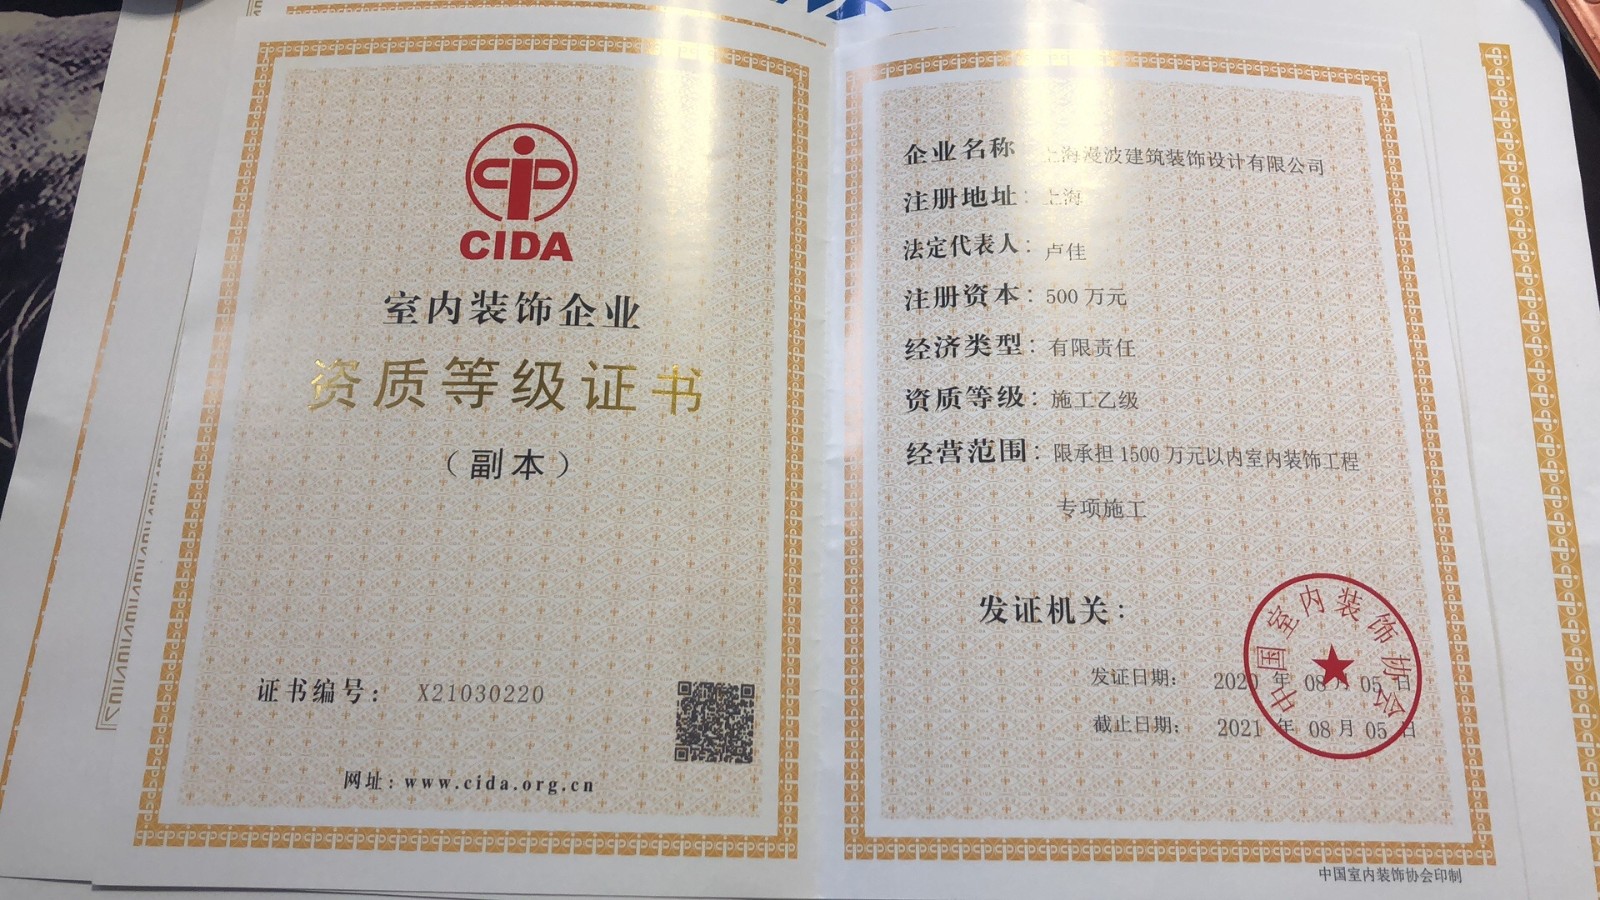 CIDA
室内装饰企业
资质等级证书
（副本）
证书编号： X21030220
网址：www.cida.org.cn
企业名称 上海漫波建筑装饰设计有限公司
注册地址：上海
法定代表人：卢佳
注册资本：500 万元
经济类型：有限责任
资质等级：施工乙级
经营范围：限承担 1500 万元以内室内装饰工程
专项施工
发证机关：
中国室内装饰协会
发证日期： 2020 年 08 月 05 日
截止日期： 2021 年 08 月 05 日
中国室内装饰协会印制